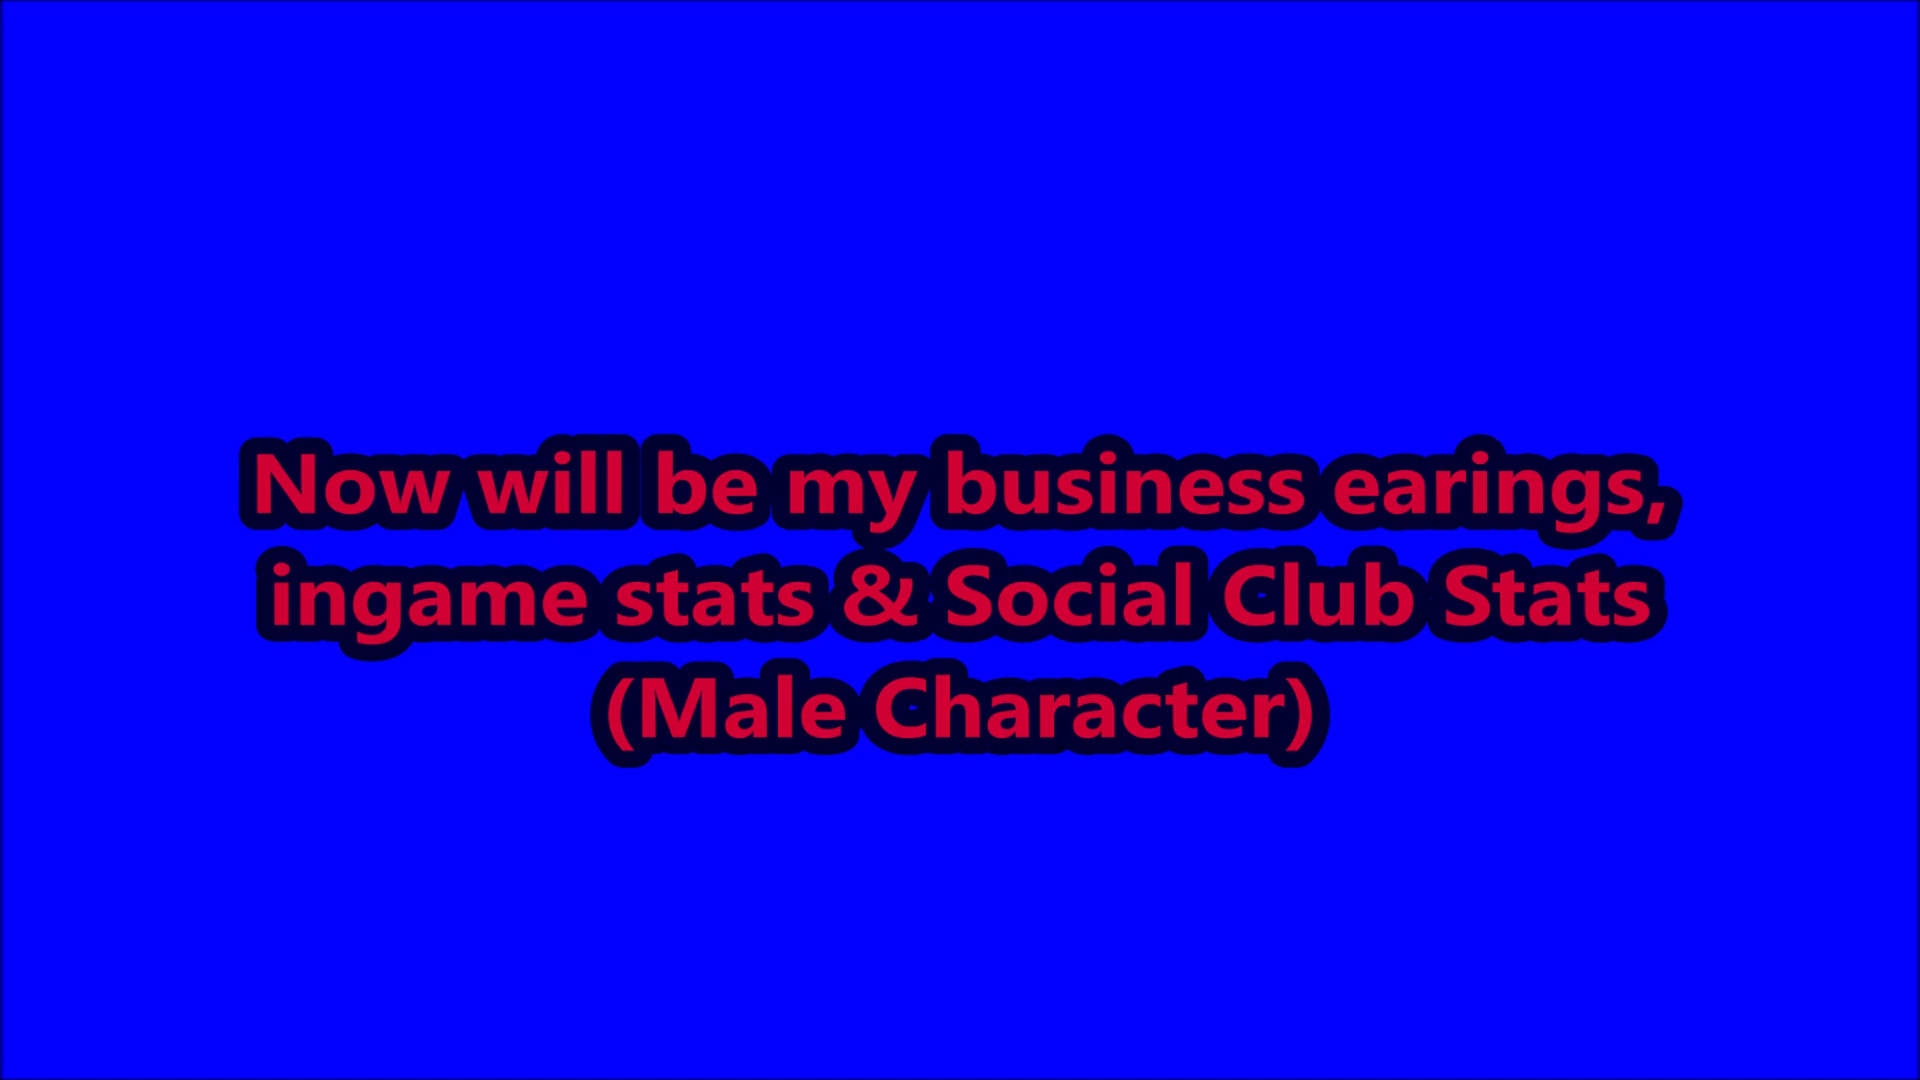 Now will be my business earings,
ingame stats & Social Club Stats
(Male Character)